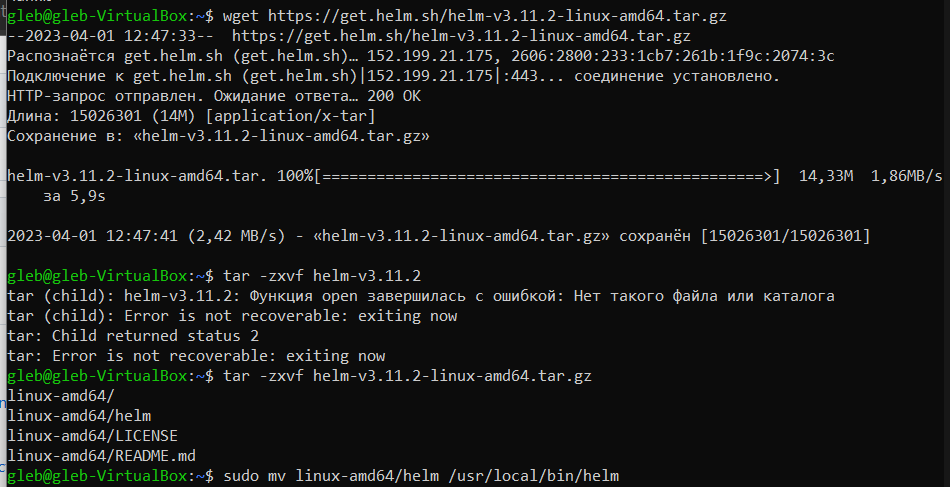 gleb@gleb-VirtualBox:~$ wget https://get.helm.sh/helm-v3.11.2-linux-amd64.tar.gz
--2023-04-01 12:47:33--  https://get.helm.sh/helm-v3.11.2-linux-amd64.tar.gz
Распознаётся get.helm.sh (get.helm.sh)… 152.199.21.175, 2606:2800:233:1cb7:261b:1f9c:2074:3c
Подключение к get.helm.sh (get.helm.sh)|152.199.21.175|:443... соединение установлено.
HTTP-запрос отправлен. Ожидание ответа… 200 OK
Длина: 15026301 (14M) [application/x-tar]
Сохранение в: «helm-v3.11.2-linux-amd64.tar.gz»
helm-v3.11.2-linux-amd64.tar. 100%[=================================================>]  14,33M  1,86MB/s
за 5,9s
2023-04-01 12:47:41 (2,42 MB/s) - «helm-v3.11.2-linux-amd64.tar.gz» сохранён [15026301/15026301]
gleb@gleb-VirtualBox:~$ tar -zxvf helm-v3.11.2
tar (child): helm-v3.11.2: Функция open завершилась с ошибкой: Нет такого файла или каталога
tar (child): Error is not recoverable: exiting now
tar: Child returned status 2
tar: Error is not recoverable: exiting now
gleb@gleb-VirtualBox:~$ tar -zxvf helm-v3.11.2-linux-amd64.tar.gz
linux-amd64/
linux-amd64/helm
linux-amd64/LICENSE
linux-amd64/README.md
gleb@gleb-VirtualBox:~$ sudo mv linux-amd64/helm /usr/local/bin/helm